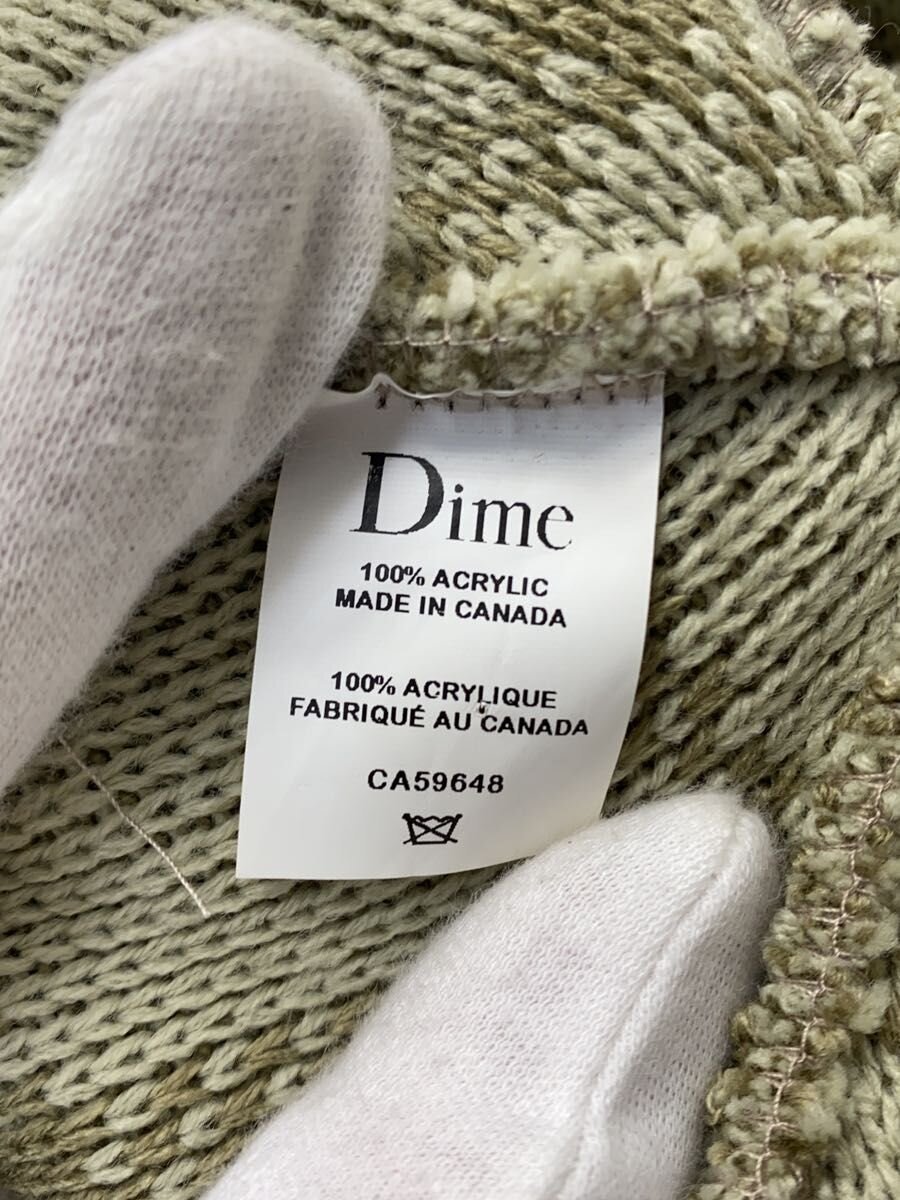 Dime
100% ACRYLIC
MADE IN CANADA
100% ACRYLIQUE
FABRIQUÉ AU CANADA
CA59648